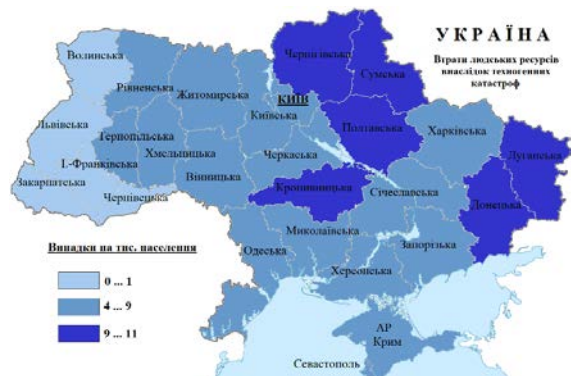 УКРАЇНА
Втрати людських ресурсів
внаслідок техногенних
катастроф
Волинська
Рівненська
Житомирська
КИЇВ
Київська
Чернігівська
Сумська
Львівська
Тернопільська
Хмельницька
Полтавська
Харківська
Луганська
І.-Франківська
Закарпатська
Чернівецька
Вінницька
Черкаська
Кропивницька
Січеславська
Донецька
Миколаївська
Запорізька
Одеська
Херсонська
АР
Крим
Севастополь
Випадки на тис. населення
0 ... 1
4 ... 9
9 ... 11